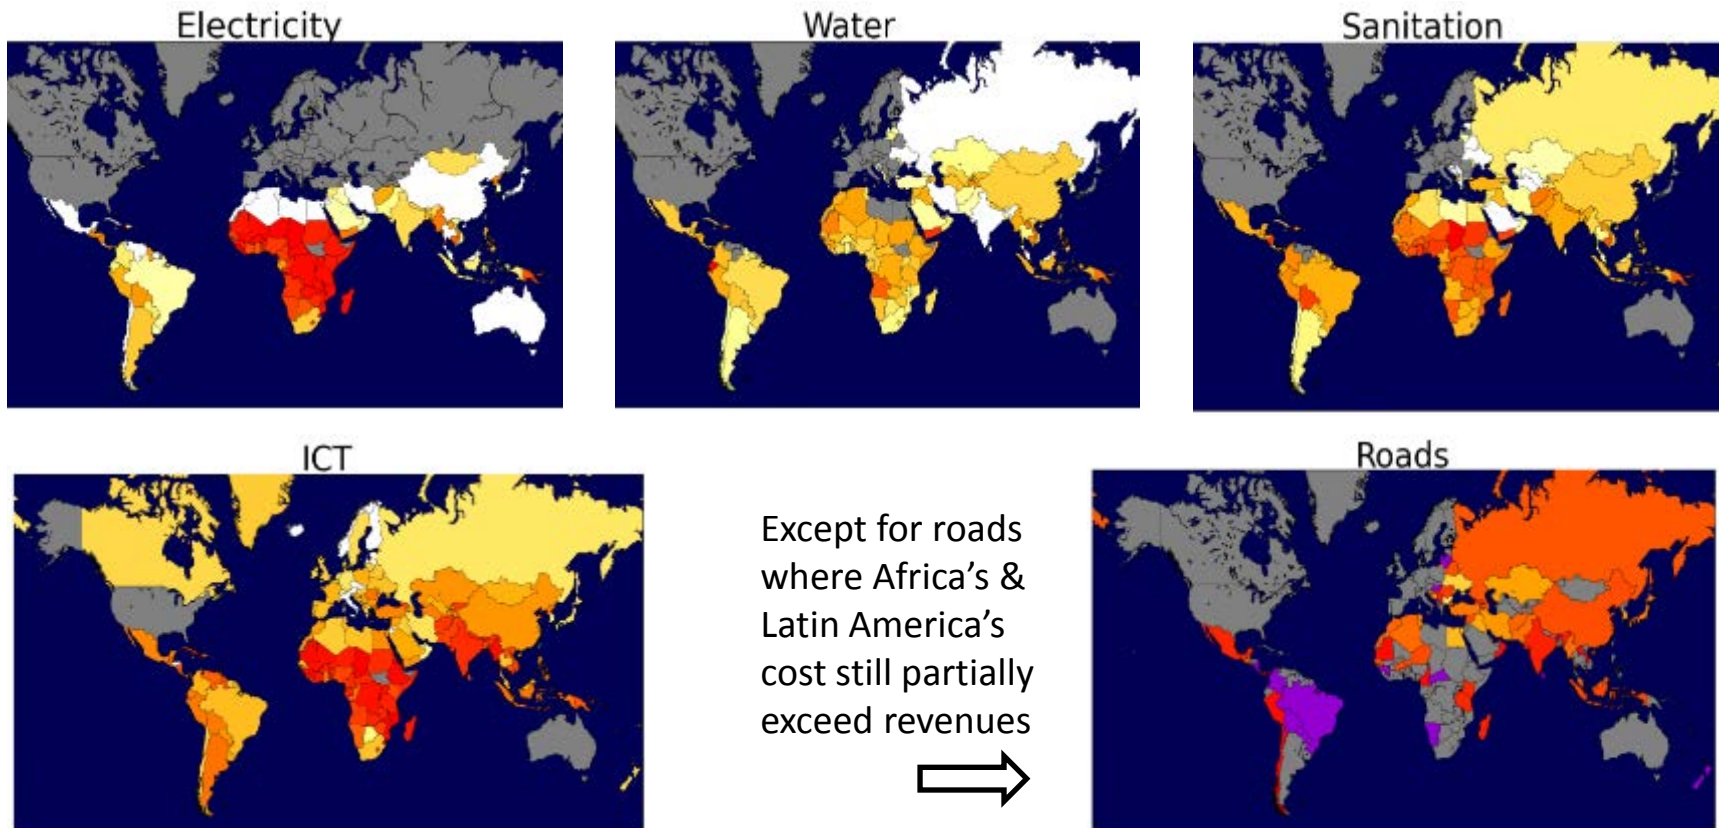 Electricity
Water
Sanitation
ICT
Except for roads
where Africa’s &
Latin America’s
cost still partially
exceed revenues
Roads